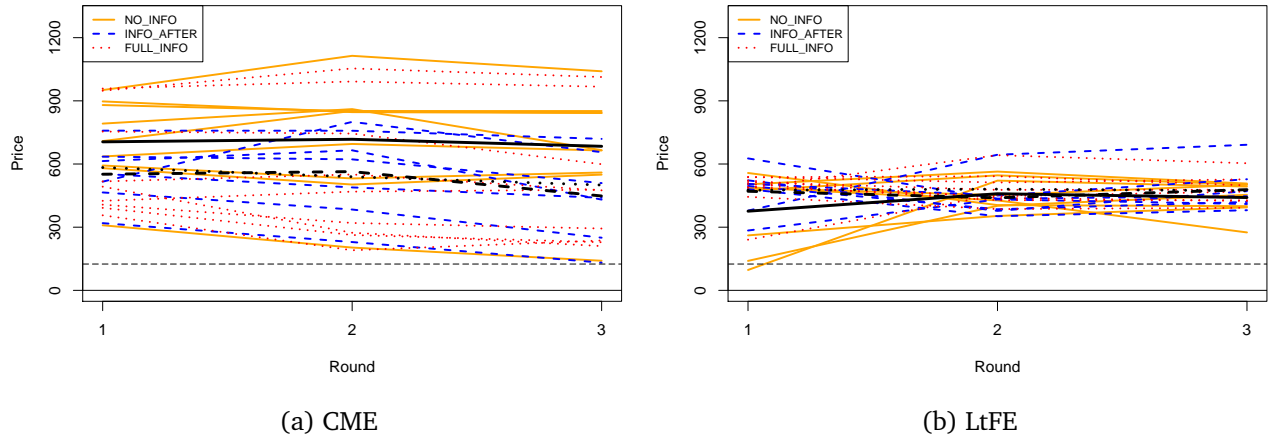 NO_INFO
INFO_AFTER
FULL_INFO
1200
900
600
300
0
Price
1
2
3
Round
(a) CME
NO_INFO
INFO_AFTER
FULL_INFO
1200
900
600
300
0
Price
1
2
3
Round
(b) LtFE